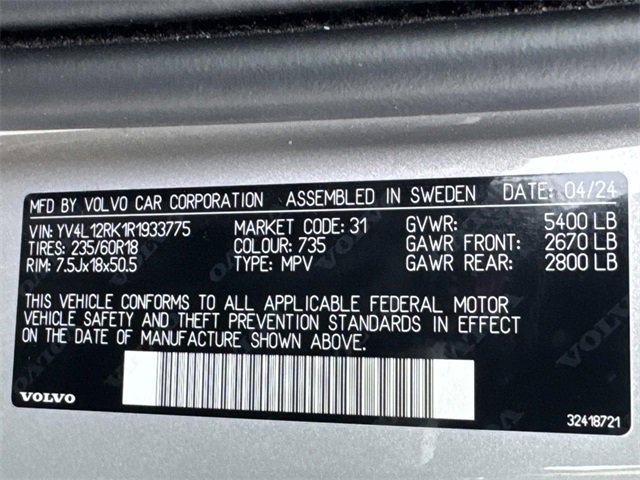 MFD BY VOLVO CAR CORPORATION ASSEMBLED IN SWEDEN DATE: 04/24
VIN: YV4L12RK1R1933775 MARKET CODE: 31 GVWR: 5400 LB
TIRES: 235/60R18 COLOUR: 735 GAWR FRONT: 2670 LB
RIM: 7.5Jx18x50.5 TYPE: MPV GAWR REAR: 2800 LB
THIS VEHICLE CONFORMS TO ALL APPLICABLE FEDERAL MOTOR
VEHICLE SAFETY AND THEFT PREVENTION STANDARDS IN EFFECT
ON THE DATE OF MANUFACTURE SHOWN ABOVE.
VOLVO
32418721